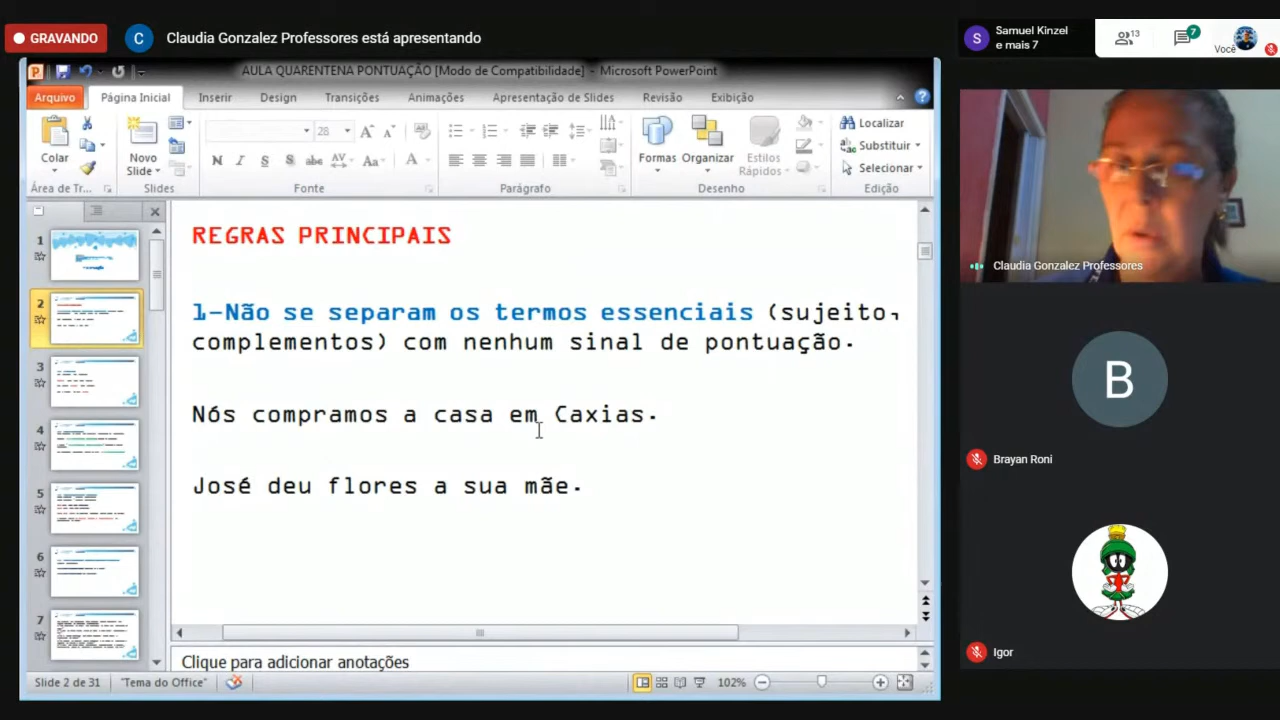 GRAVANDO
C
Claudia Gonzalez Professores está apresentando
S
Samuel Kinzel
e mais 7
13
7
Você
AULA QUARENTENA PONTUAÇÃO [Modo de Compatibilidade] - Microsoft PowerPoint
Arquivo
Página Inicial
Inserir
Design
Transições
Animações
Apresentação de Slides
Revisão
Exibição
Colar
Novo
Slide
28
N I S S abc AV Aa A
Formas
Organizar
Estilos
Rápidos
Localizar
Substituir
Selecionar
Área de Tr...
Slides
Fonte
Parágrafo
Desenho
Edição
1
2
3
4
5
6
7
REGRAS PRINCIPAIS
1-Não se separam os termos essenciais (sujeito,
complementos) com nenhum sinal de pontuação.
Nós compramos a casa em Caxias.
José deu flores a sua mãe.
Clique para adicionar anotações
Slide 2 de 31
"Tema do Office"
102%
Claudia Gonzalez Professores
B
Brayan Roni
Igor